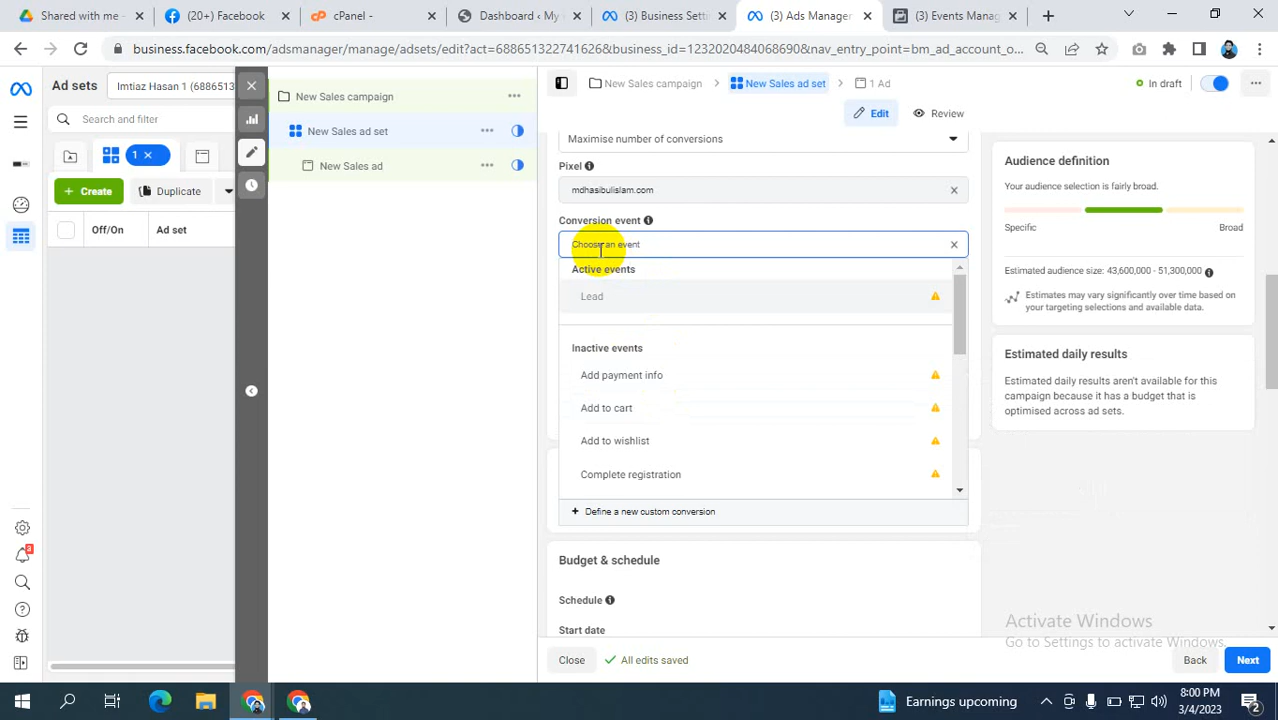 Shared with me
(20+) Facebook
cPanel -
Dashboard ‹ My
(3) Business Setti
(3) Ads Manager
(3) Events Manag
business.facebook.com/adsmanager/manage/adsets/edit?act=688651322741626&business_id=1232020484068690&nav_entry_point=bm_ad_account_o...
Ad sets
Imtiaz Hasan 1 (6886513
Search and filter
1
+ Create
Duplicate
Off/On
Ad set
New Sales campaign
New Sales ad set
New Sales ad
New Sales campaign
New Sales ad set
1 Ad
In draft
Edit
Review
Maximise number of conversions
Pixel
mdhasibulislam.com
Conversion event
Choose an event
Active events
Lead
Inactive events
Add payment info
Add to cart
Add to wishlist
Complete registration
+ Define a new custom conversion
Budget & schedule
Schedule
Start date
Audience definition
Your audience selection is fairly broad.
Specific
Broad
Estimated audience size: 43,600,000 - 51,300,000
Estimates may vary significantly over time based on
your targeting selections and available data.
Estimated daily results
Estimated daily results aren't available for this
campaign because it has a budget that is
optimised across ad sets.
Activate Windows
Go to Settings to activate Windows.
Close
All edits saved
Back
Next
Earnings upcoming
8:00 PM
3/4/2023
2